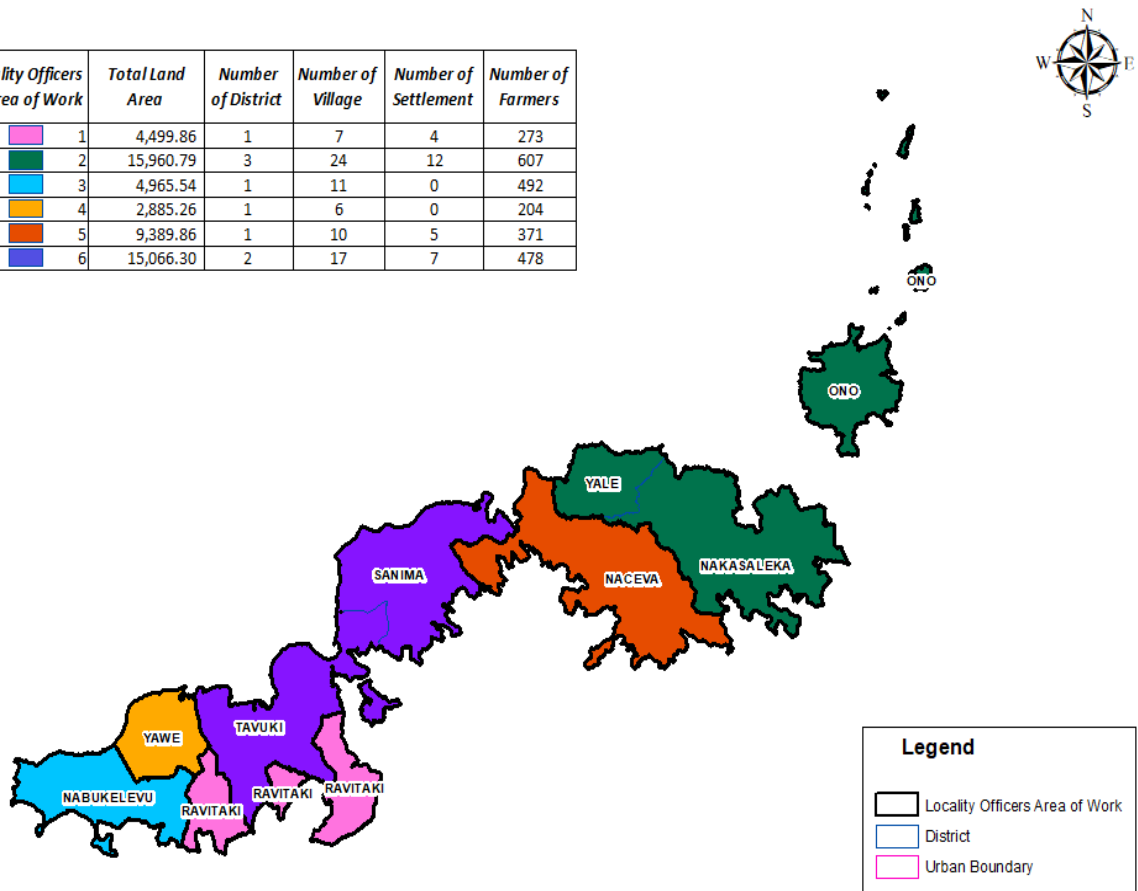 N
W E
S
lity Officers Total Land Number Number of Number of Number of
rea of Work Area of District Village Settlement Farmers
1 4,499.86 1 7 4 273
2 15,960.79 3 24 12 607
3 4,965.54 1 11 0 492
4 2,885.26 1 6 0 204
5 9,389.86 1 10 5 371
6 15,066.30 2 17 7 478
ONO
ONO
YALE
NAKASALEKA
SANIMA
NACEVA
TAVUKI
YAWE
RAVITAKI
RAVITAKI
NABUKELEVU
RAVITAKI
Legend
Locality Officers Area of Work
District
Urban Boundary